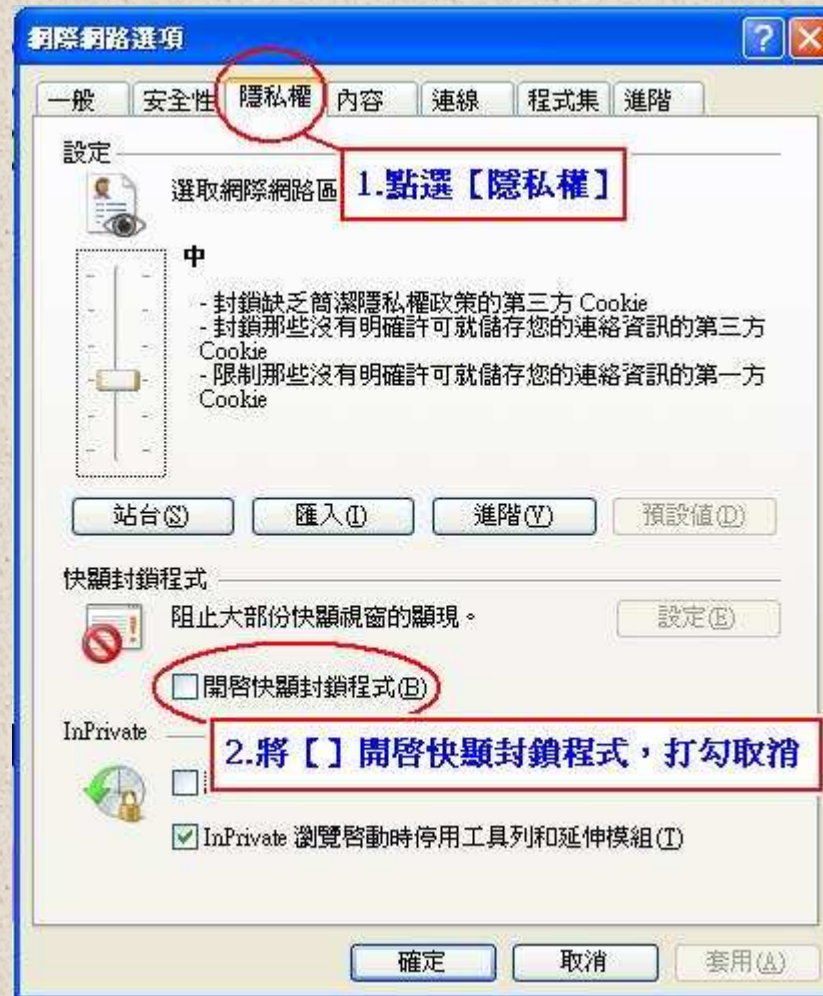 網際網路選項
一般 安全性 隱私權 內容 連線 程式集 進階
設定
選取網際網路區
1.點選【隱私權】
中
- 封鎖缺乏簡潔隱私權政策的第三方 Cookie
- 封鎖那些沒有明確許可就儲存您的連絡資訊的第三方
Cookie
- 限制那些沒有明確許可就儲存您的連絡資訊的第一方
Cookie
站台(S) 匯入(I) 進階(V) 預設值(D)
快顯封鎖程式
阻止大部份快顯視窗的顯現。 設定(E)
開啓快顯封鎖程式(B)
InPrivate
2.將【 】開啓快顯封鎖程式，打勾取消
InPrivate 瀏覽啓動時停用工具列和延伸模組(T)
確定 取消 套用(A)